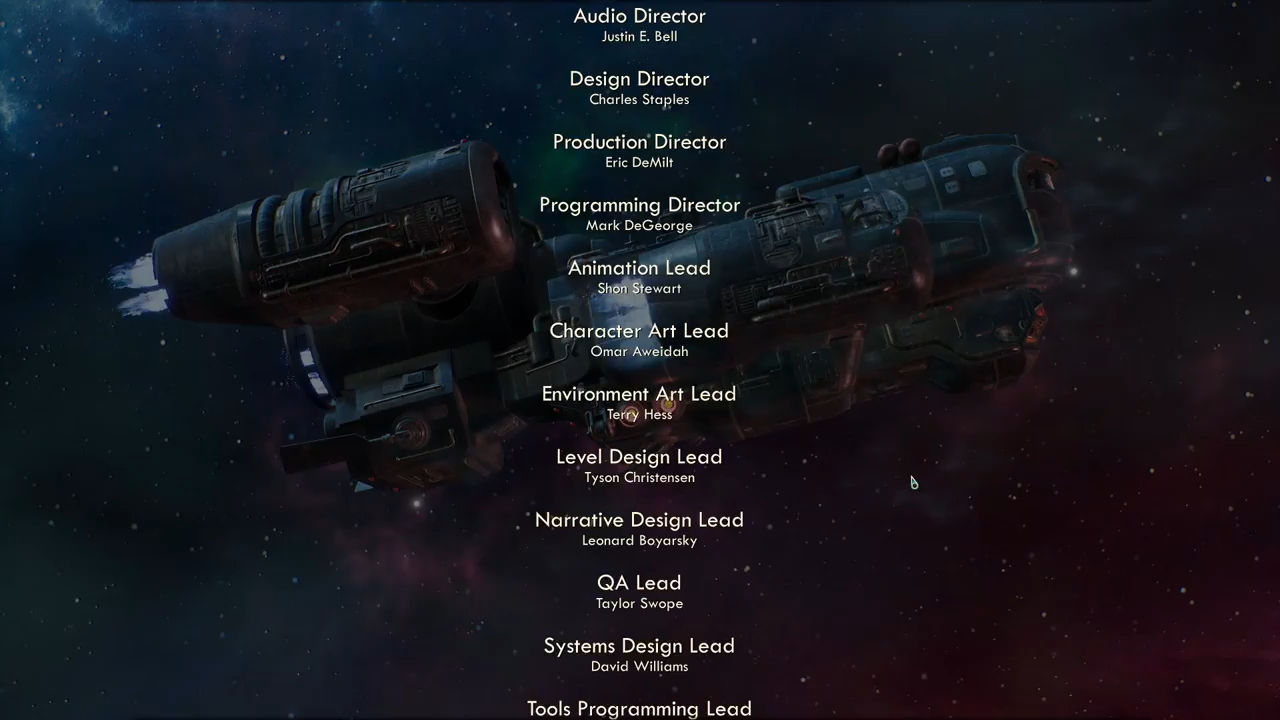 Audio Director
Justin E. Bell
Design Director
Charles Staples
Production Director
Eric DeMilt
Programming Director
Mark DeGeorge
Animation Lead
Shon Stewart
Character Art Lead
Omar Aweidah
Environment Art Lead
Terry Hess
Level Design Lead
Tyson Christensen
Narrative Design Lead
Leonard Boyarsky
QA Lead
Taylor Swope
Systems Design Lead
David Williams
Tools Programming Lead